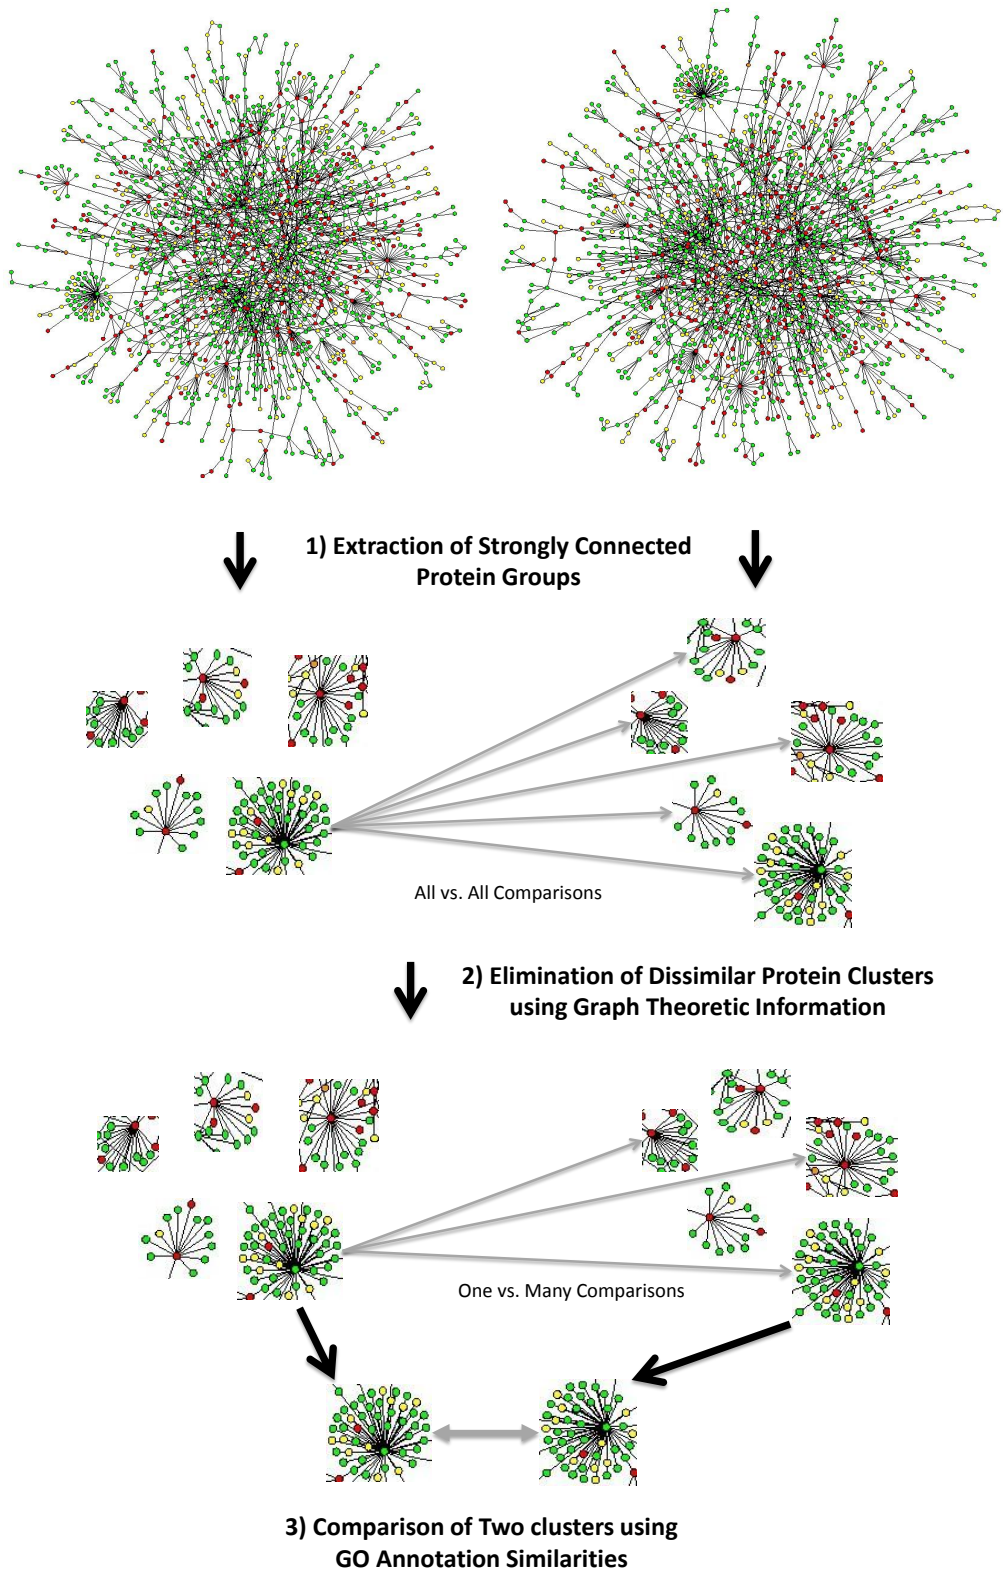 1) Extraction of Strongly Connected
Protein Groups
All vs. All Comparisons
2) Elimination of Dissimilar Protein Clusters
using Graph Theoretic Information
One vs. Many Comparisons
3) Comparison of Two clusters using
GO Annotation Similarities